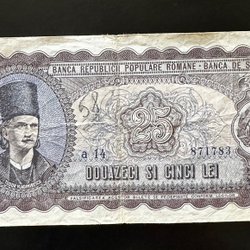 BANCA REPUBLICII POPULARE ROMANE - BANCA DE S
25
a 14 871783
DOUAZECI SI CINCI LEI